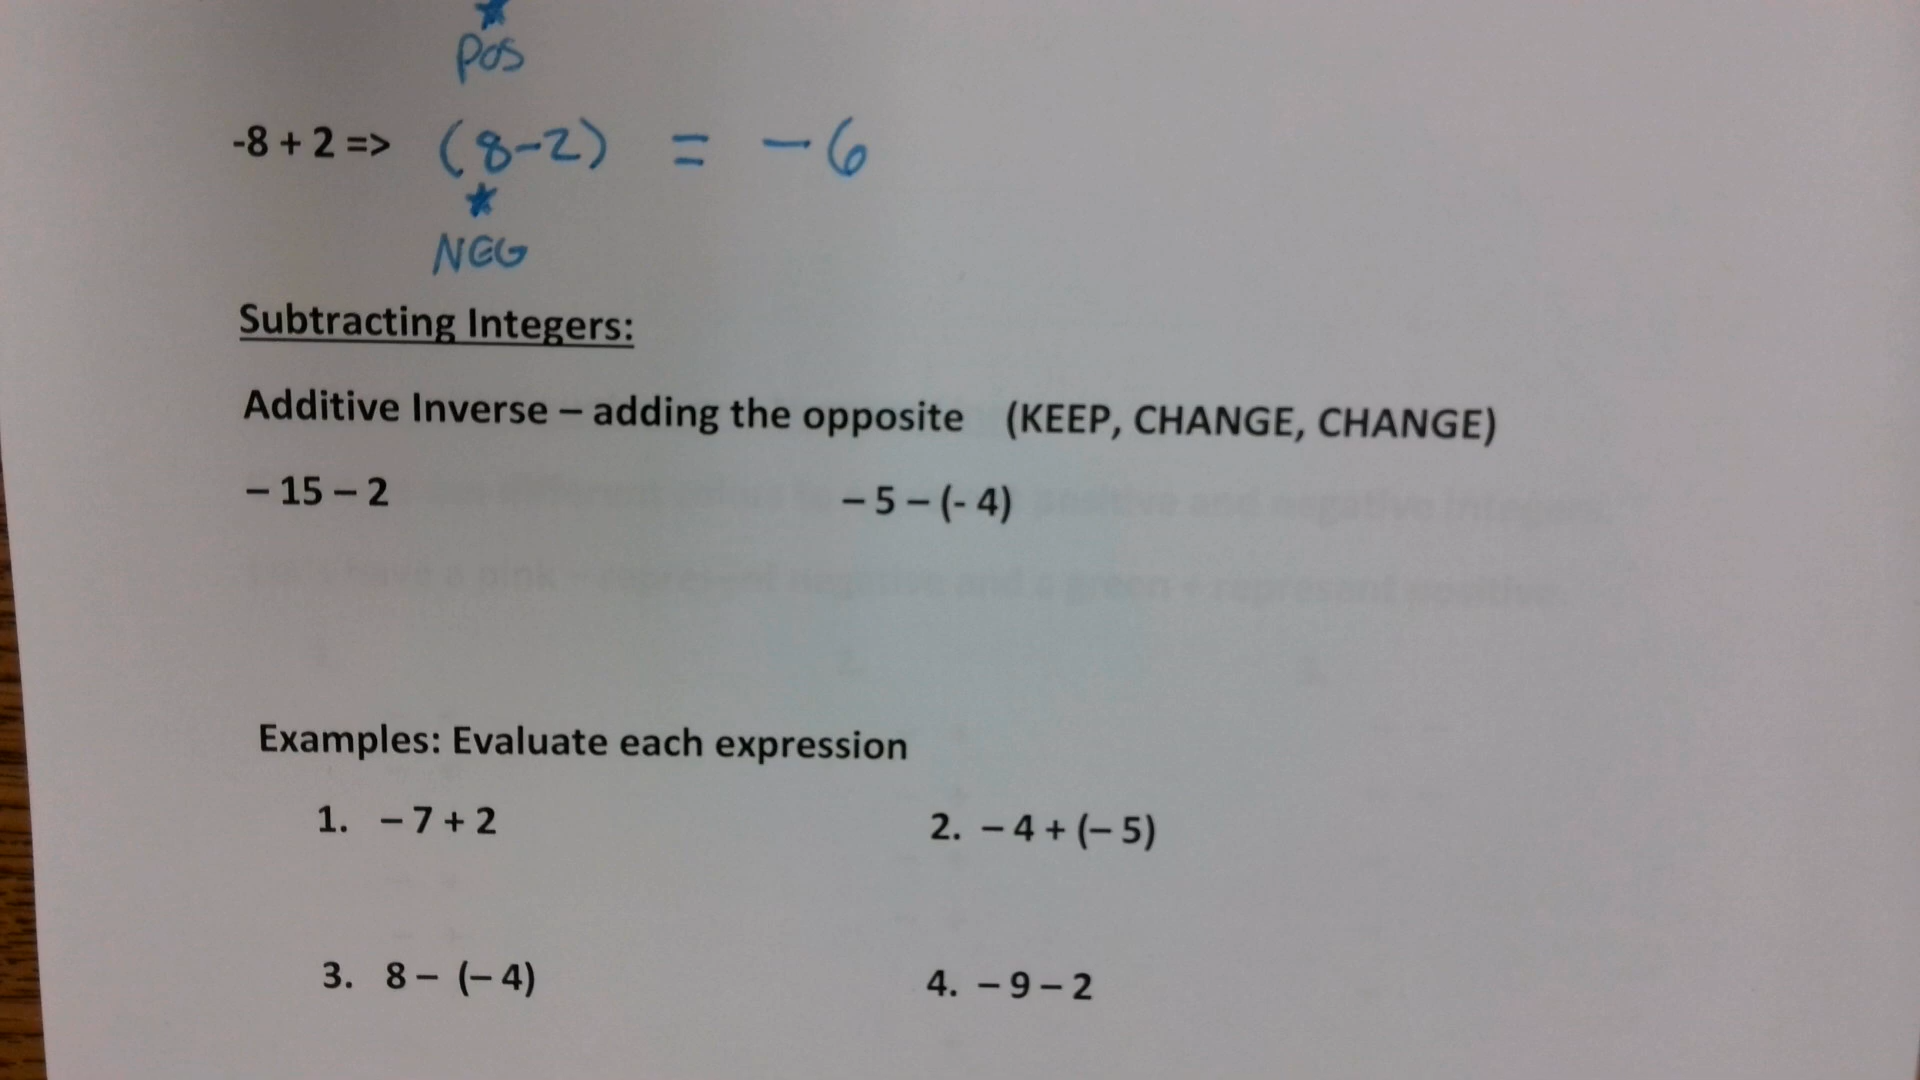 POS
-8 + 2 => (8-2) = -6
NEG
Subtracting Integers:
Additive Inverse – adding the opposite (KEEP, CHANGE, CHANGE)
– 15 – 2 – 5 – (- 4)
Examples: Evaluate each expression
1. – 7 + 2 2. – 4 + (– 5)
3. 8 – (– 4) 4. – 9 – 2